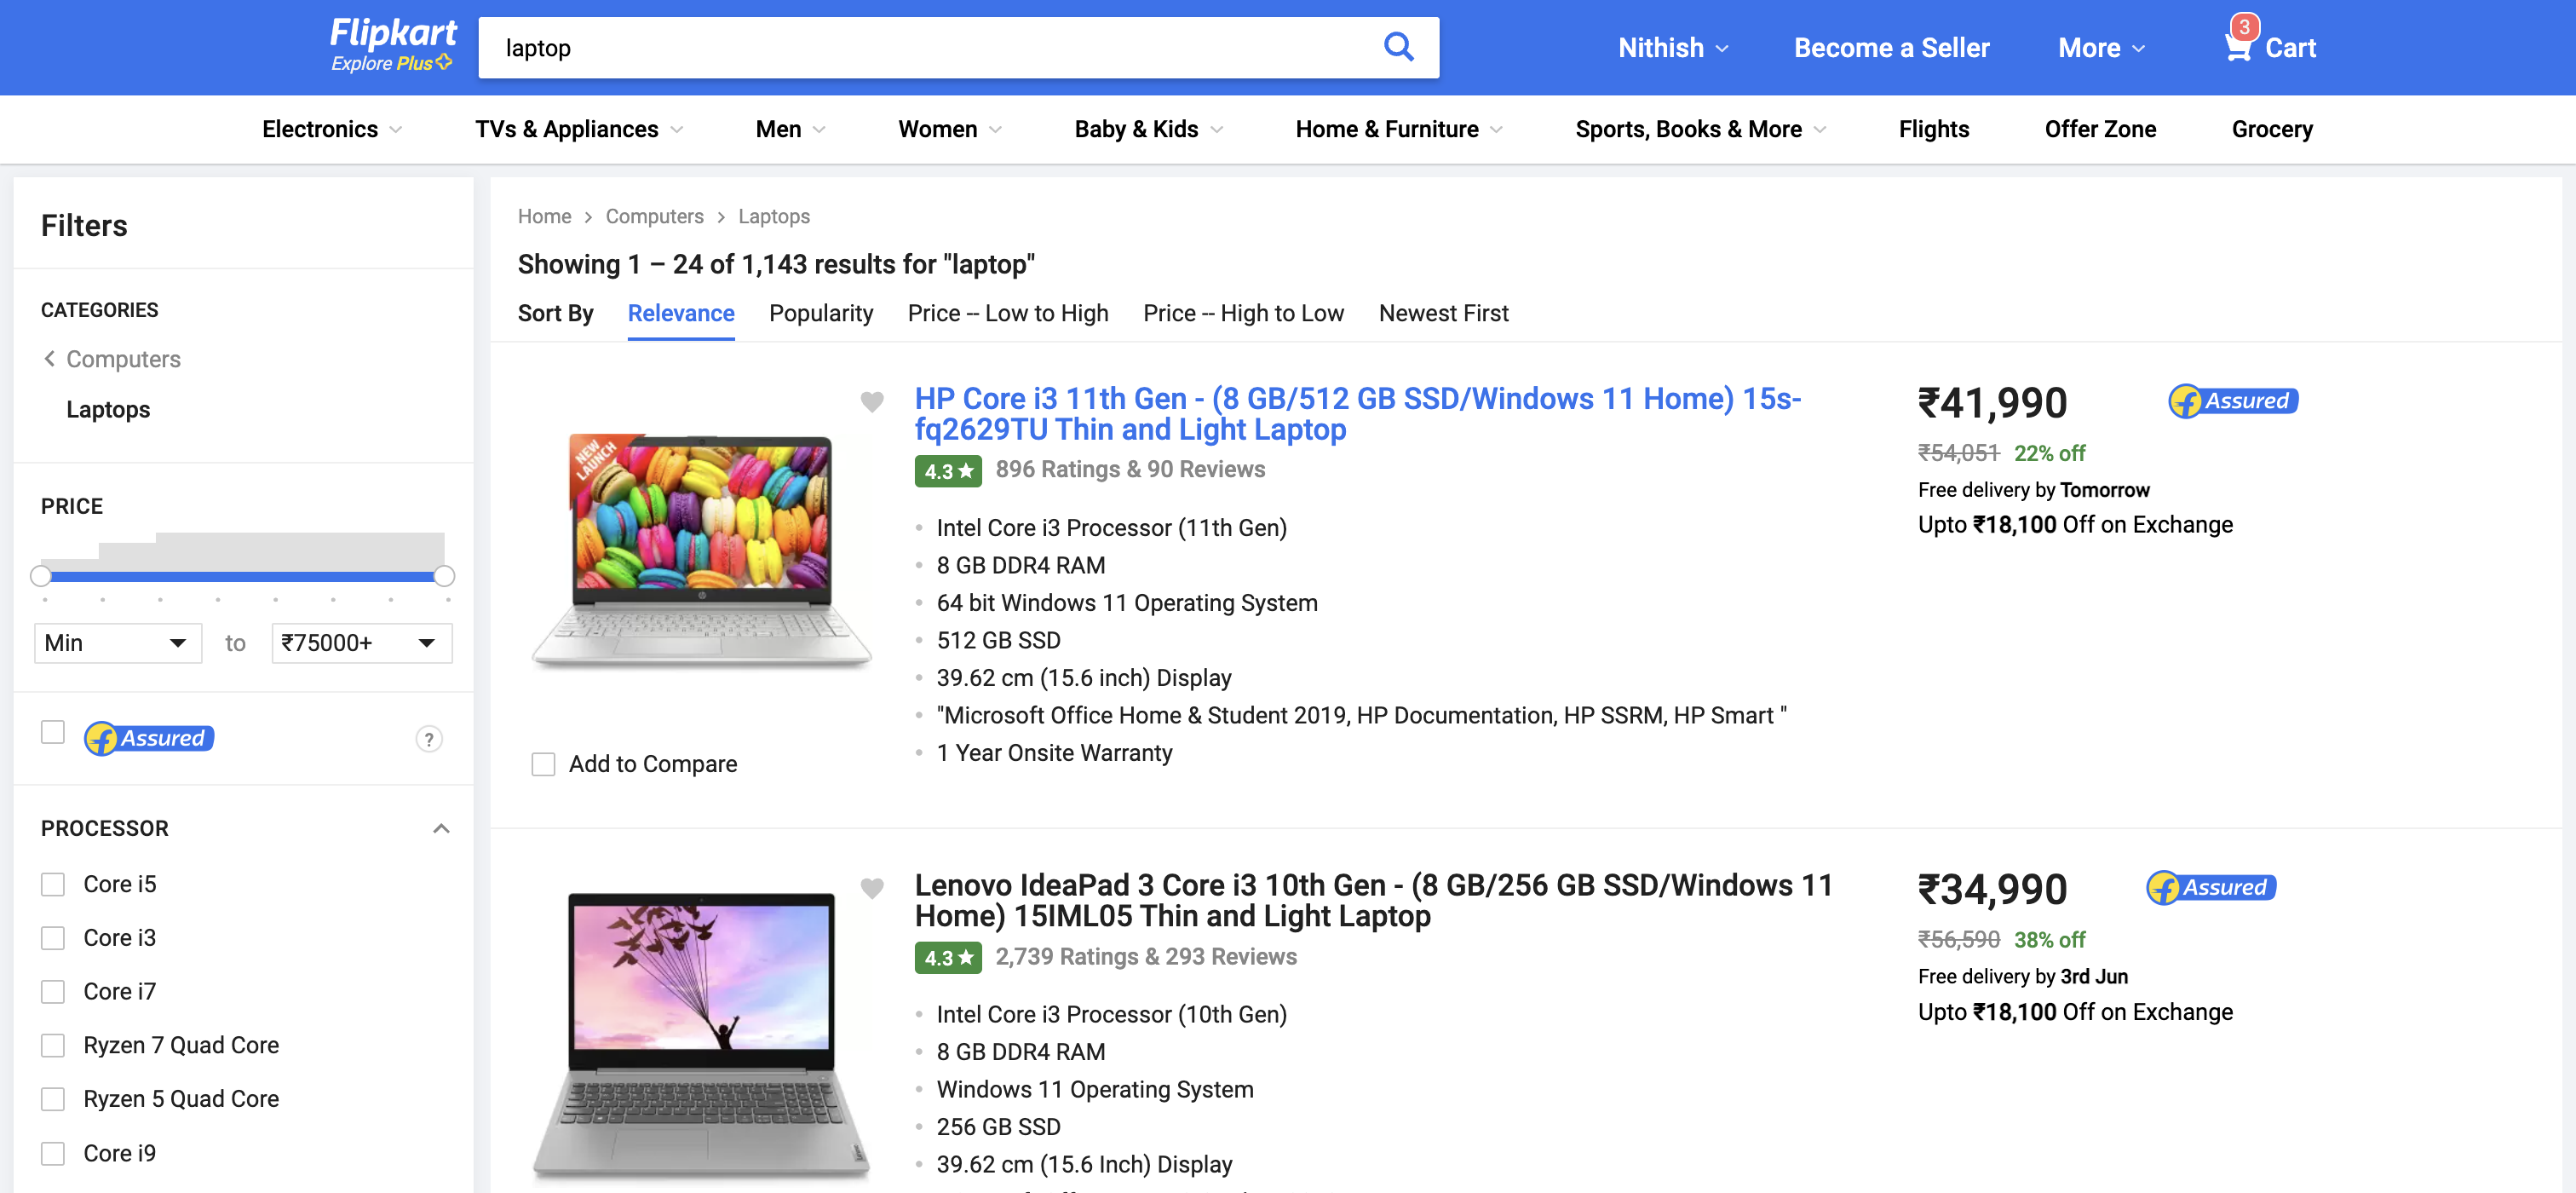 Flipkart
Explore Plus
laptop
Nithish
Become a Seller
More
3
Cart
Electronics
TVs & Appliances
Men
Women
Baby & Kids
Home & Furniture
Sports, Books & More
Flights
Offer Zone
Grocery
Filters
CATEGORIES
Computers
Laptops
PRICE
Min
to
₹75000+
Assured
?
PROCESSOR
Core i5
Core i3
Core i7
Ryzen 7 Quad Core
Ryzen 5 Quad Core
Core i9
Home > Computers > Laptops
Showing 1 – 24 of 1,143 results for "laptop"
Sort By Relevance Popularity Price -- Low to High Price -- High to Low Newest First
NEW
LAUNCH
hp
Add to Compare
HP Core i3 11th Gen - (8 GB/512 GB SSD/Windows 11 Home) 15s-
fq2629TU Thin and Light Laptop
4.3 ★ 896 Ratings & 90 Reviews
Intel Core i3 Processor (11th Gen)
8 GB DDR4 RAM
64 bit Windows 11 Operating System
512 GB SSD
39.62 cm (15.6 inch) Display
"Microsoft Office Home & Student 2019, HP Documentation, HP SSRM, HP Smart "
1 Year Onsite Warranty
₹41,990
Assured
₹54,051 22% off
Free delivery by Tomorrow
Upto ₹18,100 Off on Exchange
Lenovo IdeaPad 3 Core i3 10th Gen - (8 GB/256 GB SSD/Windows 11
Home) 15IML05 Thin and Light Laptop
4.3 ★ 2,739 Ratings & 293 Reviews
Intel Core i3 Processor (10th Gen)
8 GB DDR4 RAM
Windows 11 Operating System
256 GB SSD
39.62 cm (15.6 Inch) Display
₹34,990
Assured
₹56,590 38% off
Free delivery by 3rd Jun
Upto ₹18,100 Off on Exchange